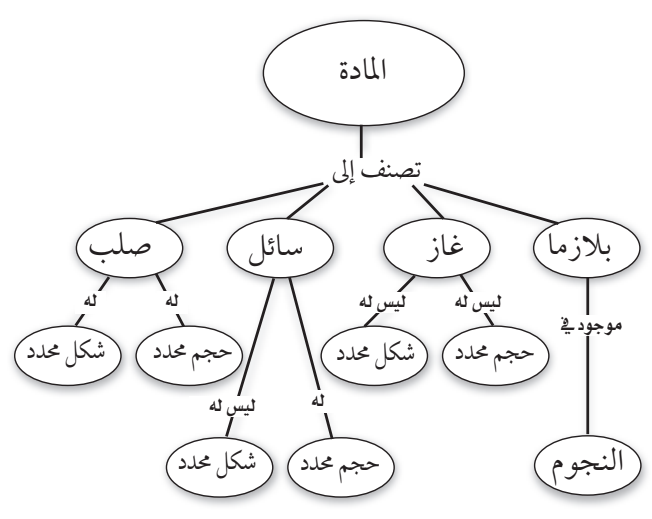 المادة
تصنف إلى
بلازما
غاز
سائل
صلب
موجود في
ليس له
ليس له
له
له
حجم محدد
شكل محدد
حجم محدد
شكل محدد
له
ليس له
النجوم
حجم محدد
شكل محدد